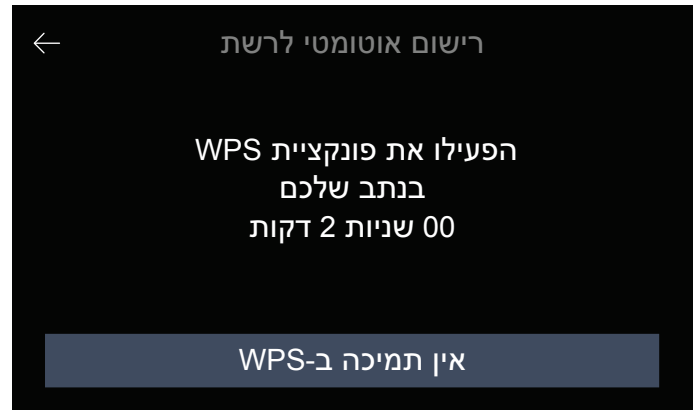 רישום אוטומטי לרשת
הפעילו את פונקציית WPS
בנתב שלכם
00 שניות 2 דקות
אין תמיכה ב-WPS